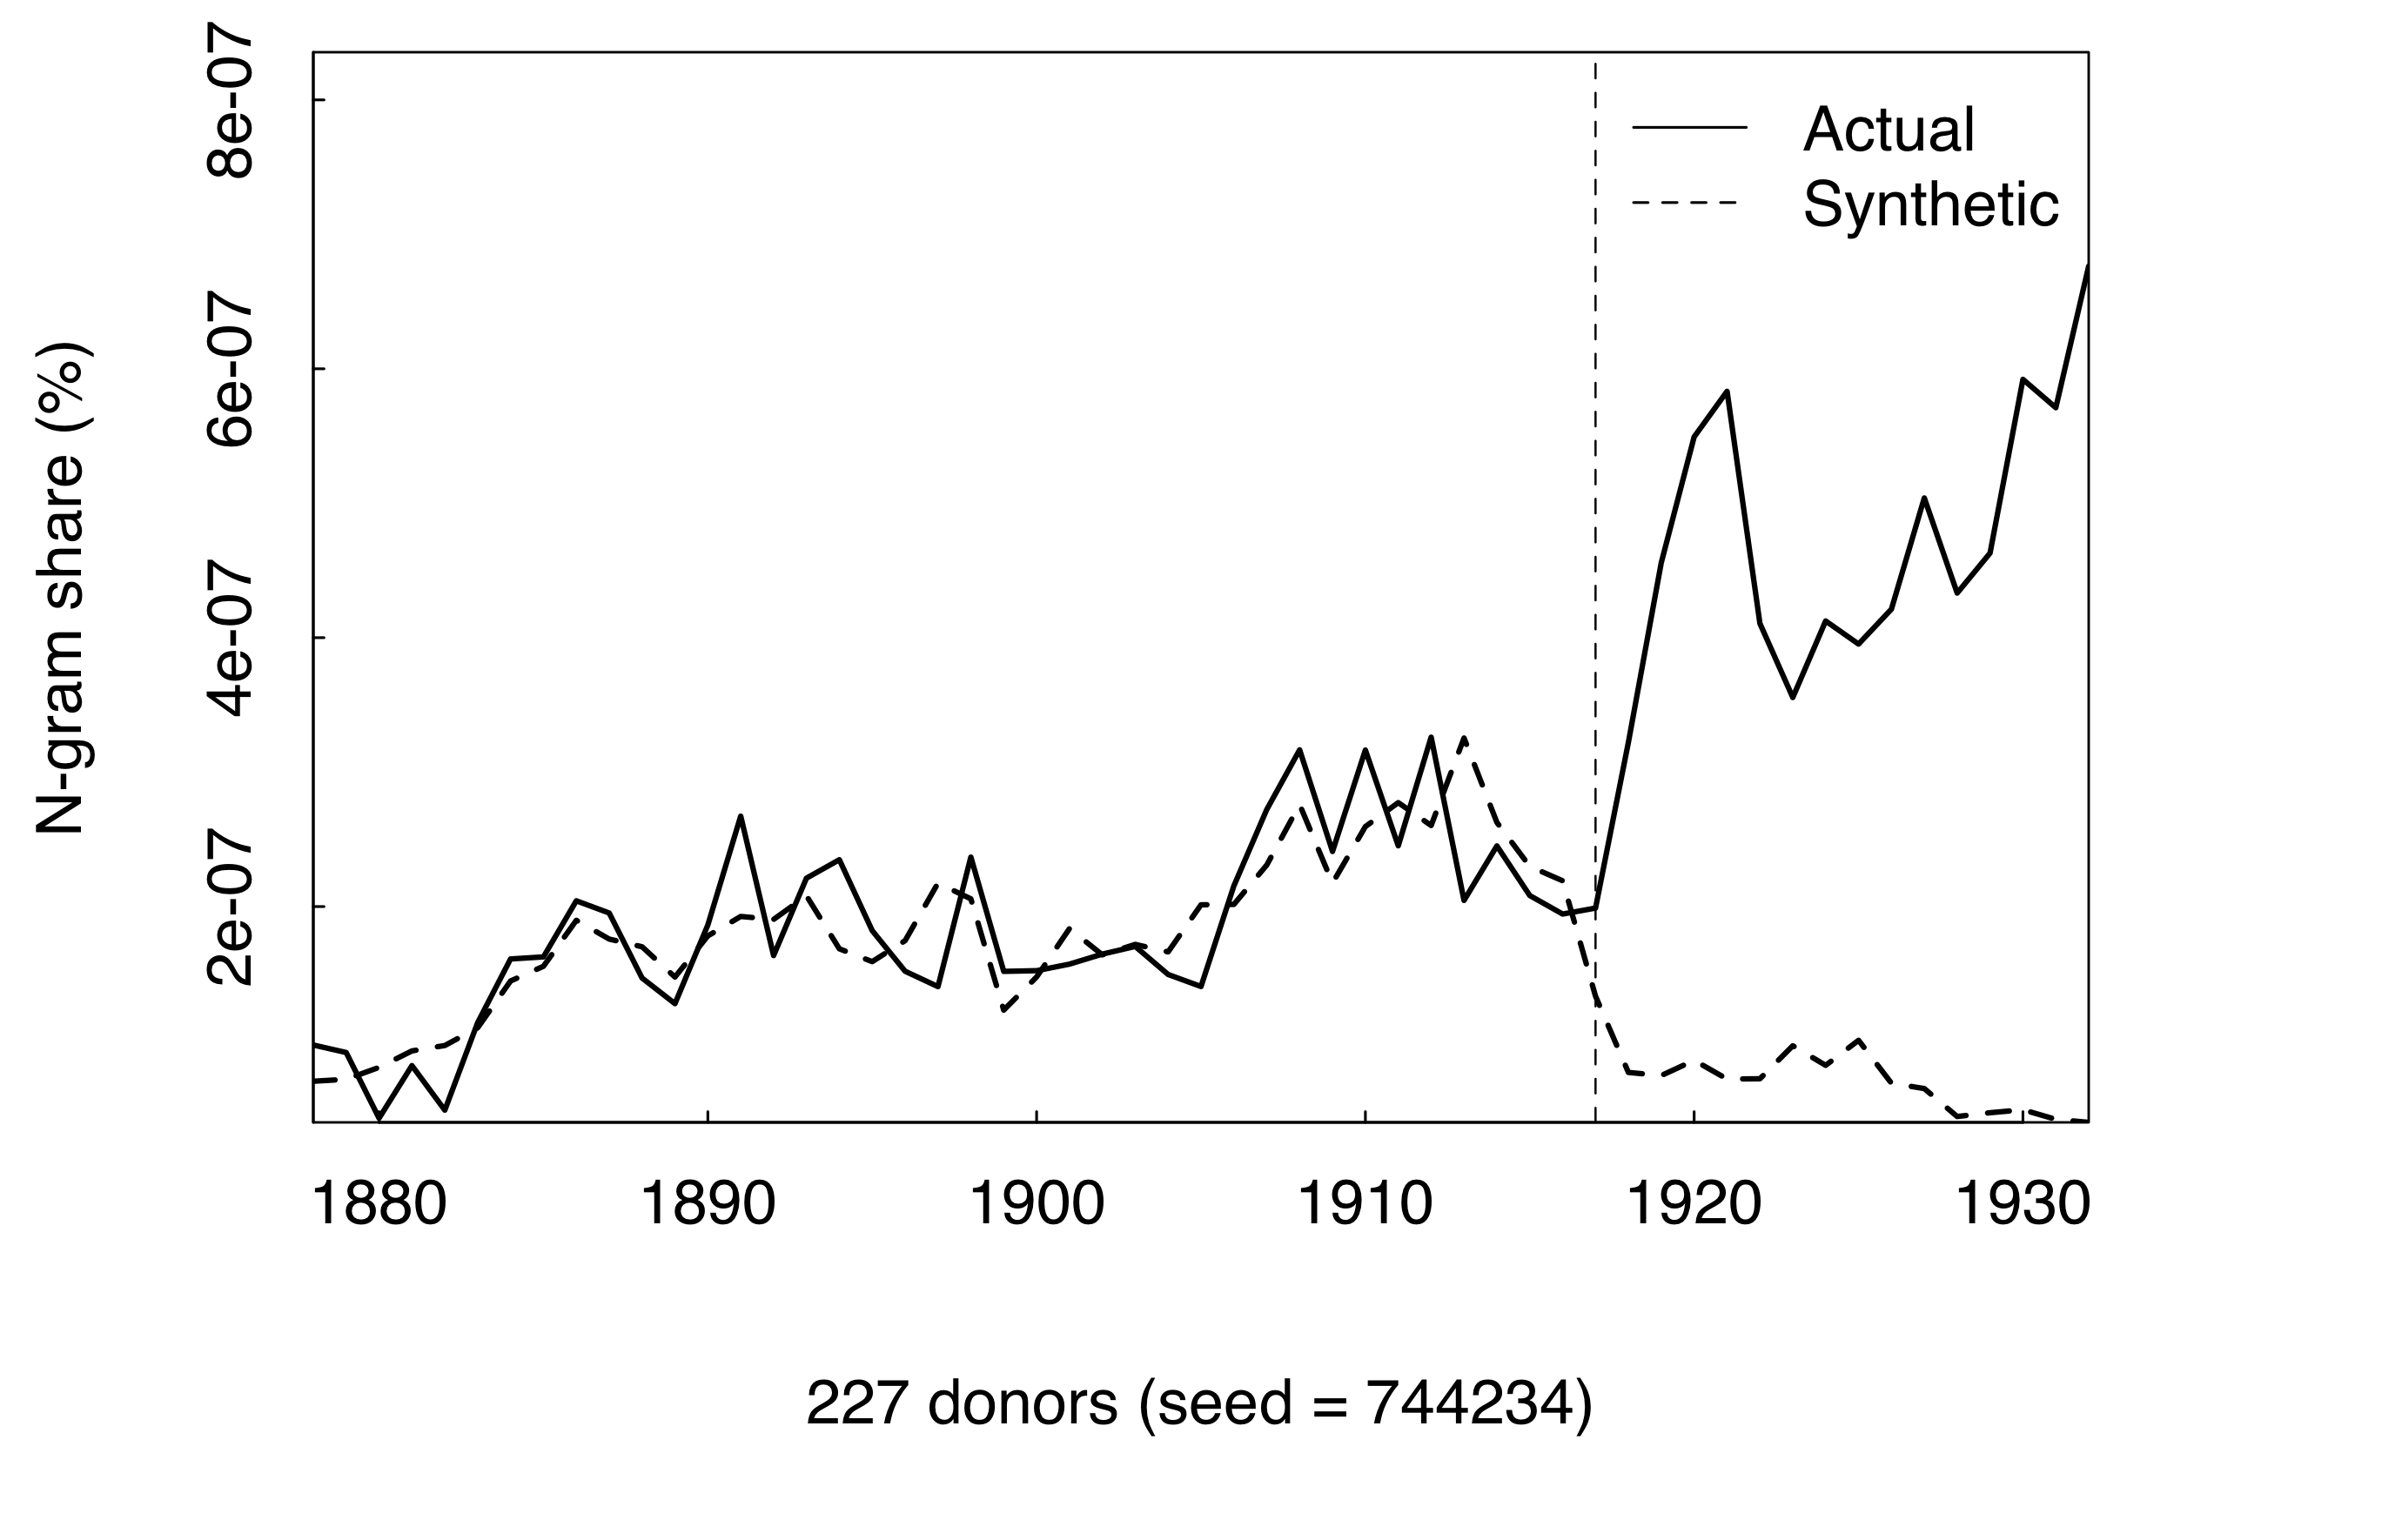 N-gram share (%)
8e-07
6e-07
4e-07
2e-07
Actual
Synthetic
1880 1890 1900 1910 1920 1930
227 donors (seed = 744234)